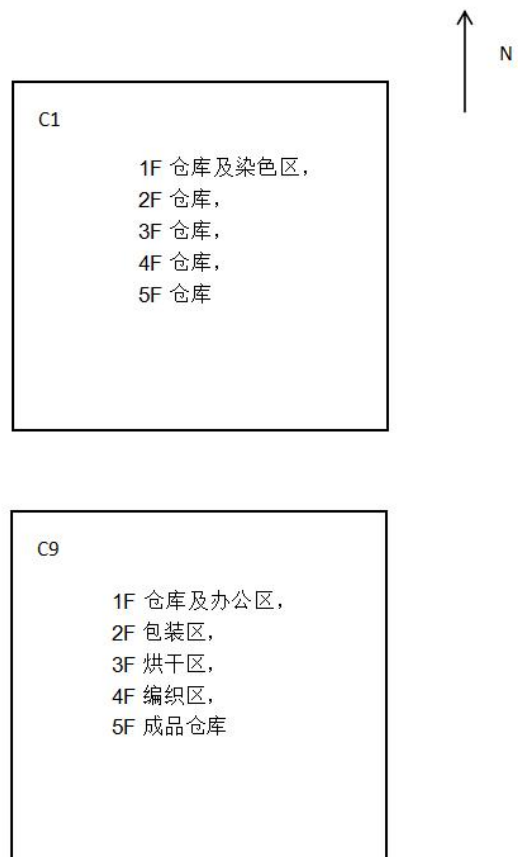 N
C1
1F 仓库及染色区，
2F 仓库，
3F 仓库，
4F 仓库，
5F 仓库
C9
1F 仓库及办公区，
2F 包装区，
3F 烘干区，
4F 编织区，
5F 成品仓库